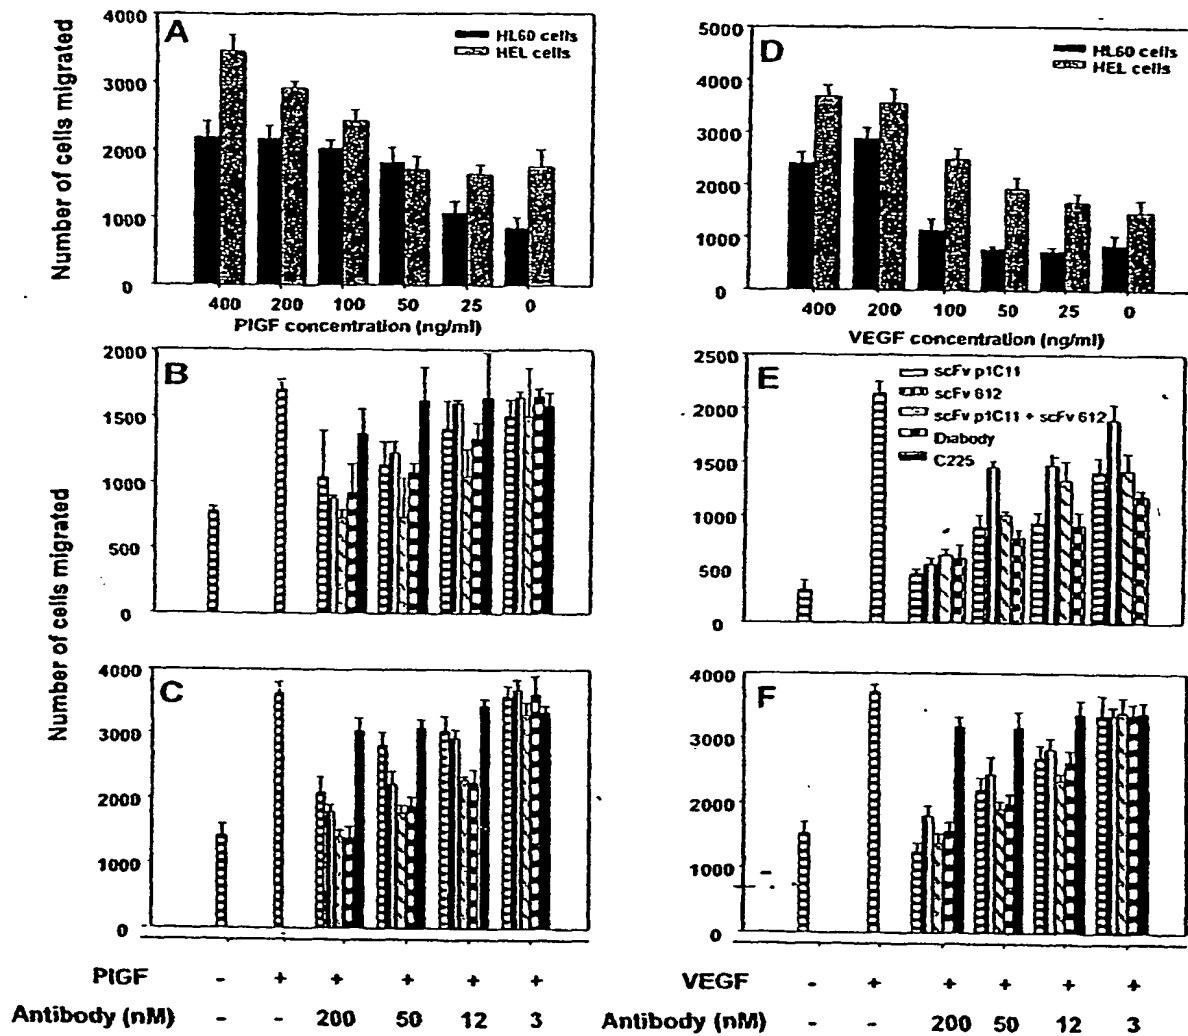 A
HL60 cells
HEL cells
Number of cells migrated
4000
3000
2000
1000
0
400 200 100 50 25 0
PlGF concentration (ng/ml)
D
HL60 cells
HEL cells
5000
4000
3000
2000
1000
0
400 200 100 50 25 0
VEGF concentration (ng/ml)
B
2000
1500
1000
500
0
E
scFv p1C11
scFv 612
scFv p1C11 + scFv 612
Diabody
C225
2500
2000
1500
1000
500
0
Number of cells migrated
C
4000
3000
2000
1000
0
F
4000
3000
2000
1000
0
PlGF - + + + + +
Antibody (nM) - - 200 50 12 3
VEGF - + + + + +
Antibody (nM) - - 200 50 12 3